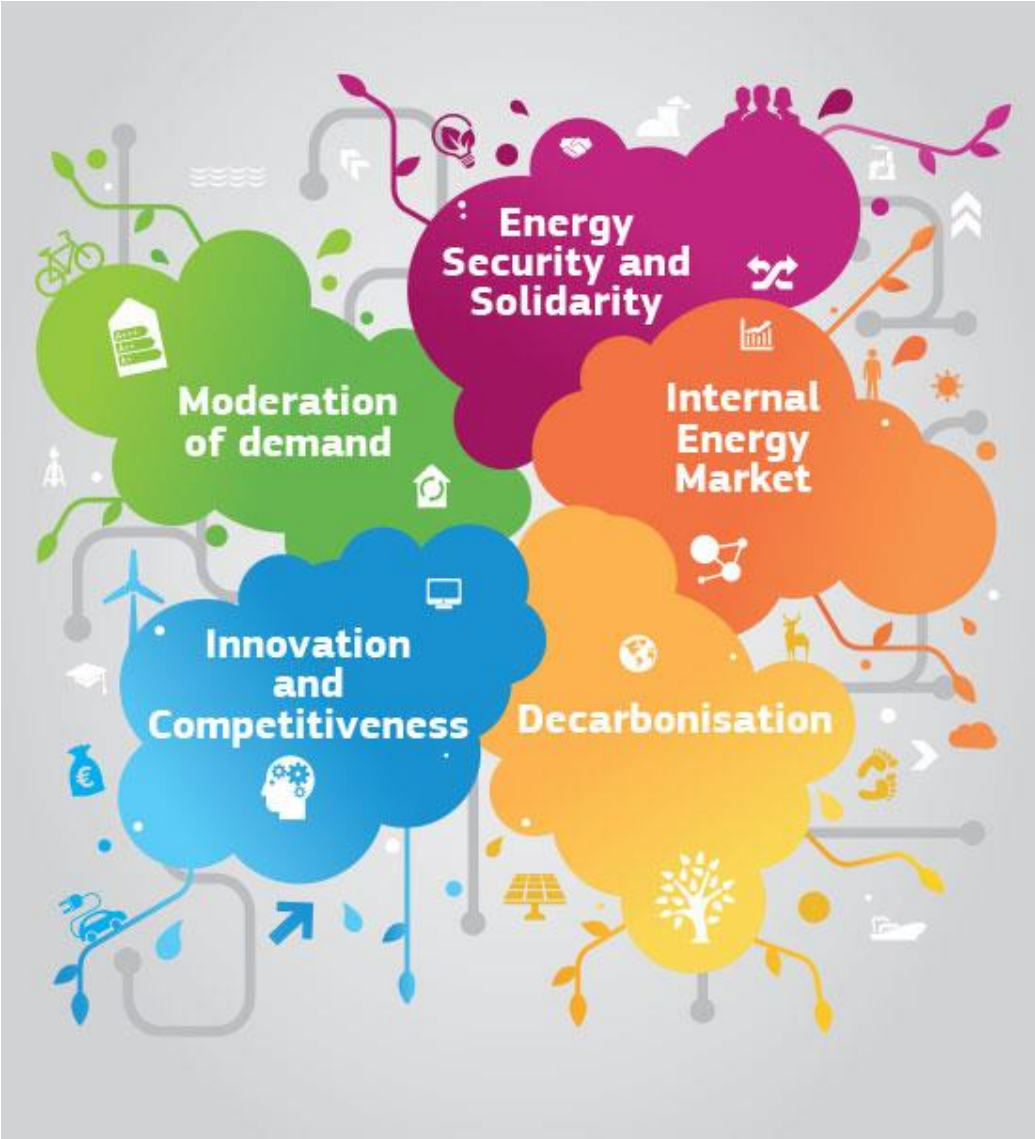 Energy
Security and
Solidarity
Moderation
of demand
Internal
Energy
Market
Innovation
and
Competitiveness
Decarbonisation
A+++
A++
A+
€